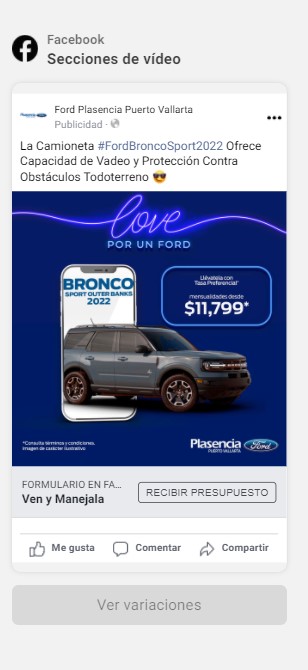 Facebook
Secciones de vídeo
Ford Plasencia Puerto Vallarta
Publicidad ·
La Camioneta #FordBroncoSport2022 Ofrece
Capacidad de Vadeo y Protección Contra
Obstáculos Todoterreno 😎
love
POR UN FORD
BRONCO
SPORT OUTER BANKS
2022
Llévatela con
Tasa Preferencial*
mensualidades desde
$11,799*
*Consulta términos y condiciones.
Imagen de carácter ilustrativo
Plasencia
PUERTO VALLARTA
Ford
FORMULARIO EN FA...
Ven y Manejala
RECIBIR PRESUPUESTO
Me gusta
Comentar
Compartir
Ver variaciones